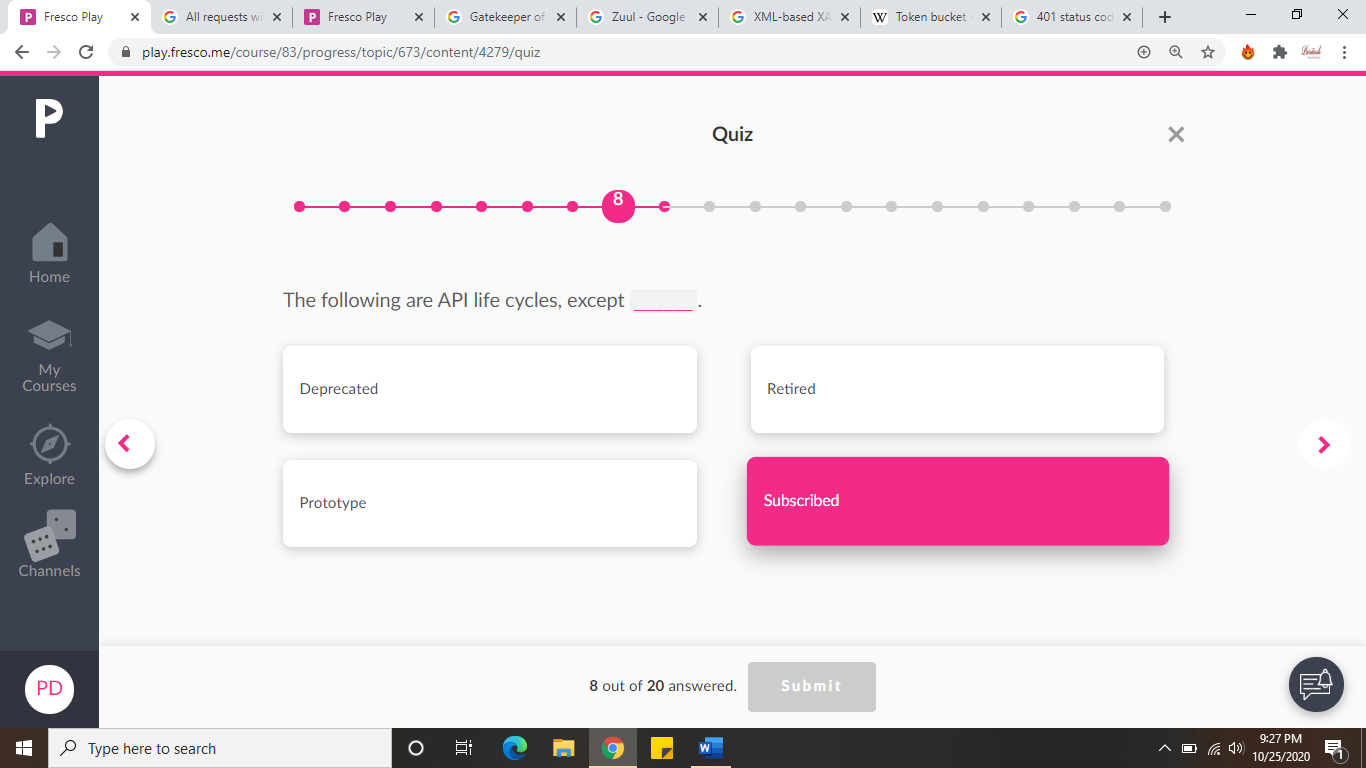 Fresco Play
All requests wi
Fresco Play
Gatekeeper of
Zuul - Google
XML-based XA
Token bucket -
401 status cod
play.fresco.me/course/83/progress/topic/673/content/4279/quiz
P
Quiz
8
Home
My
Courses
Explore
Channels
PD
The following are API life cycles, except ______.
Deprecated
Retired
Prototype
Subscribed
8 out of 20 answered.
Submit
Type here to search
9:27 PM
10/25/2020
1